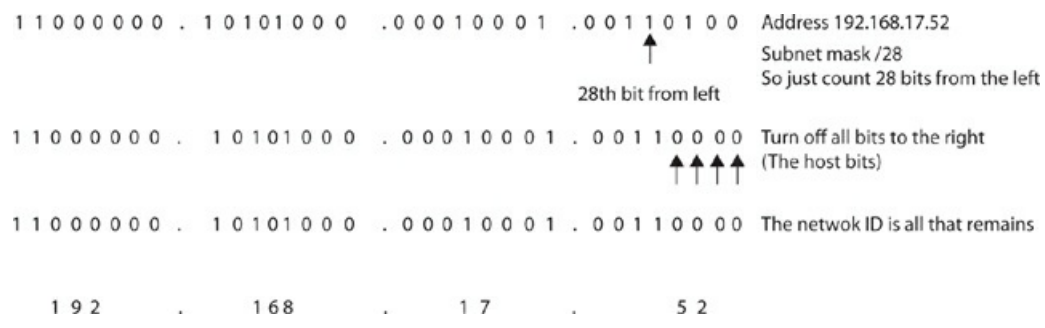 1 1 0 0 0 0 0 0 . 1 0 1 0 1 0 0 0 . 0 0 0 1 0 0 0 1 . 0 0 1 1 0 1 0 0 Address 192.168.17.52
Subnet mask /28
So just count 28 bits from the left
28th bit from left
1 1 0 0 0 0 0 0 . 1 0 1 0 1 0 0 0 . 0 0 0 1 0 0 0 1 . 0 0 1 1 0 0 0 0 Turn off all bits to the right
(The host bits)
1 1 0 0 0 0 0 0 . 1 0 1 0 1 0 0 0 . 0 0 0 1 0 0 0 1 . 0 0 1 1 0 0 0 0 The netwok ID is all that remains
1 9 2 . 1 6 8 . 1 7 . 5 2